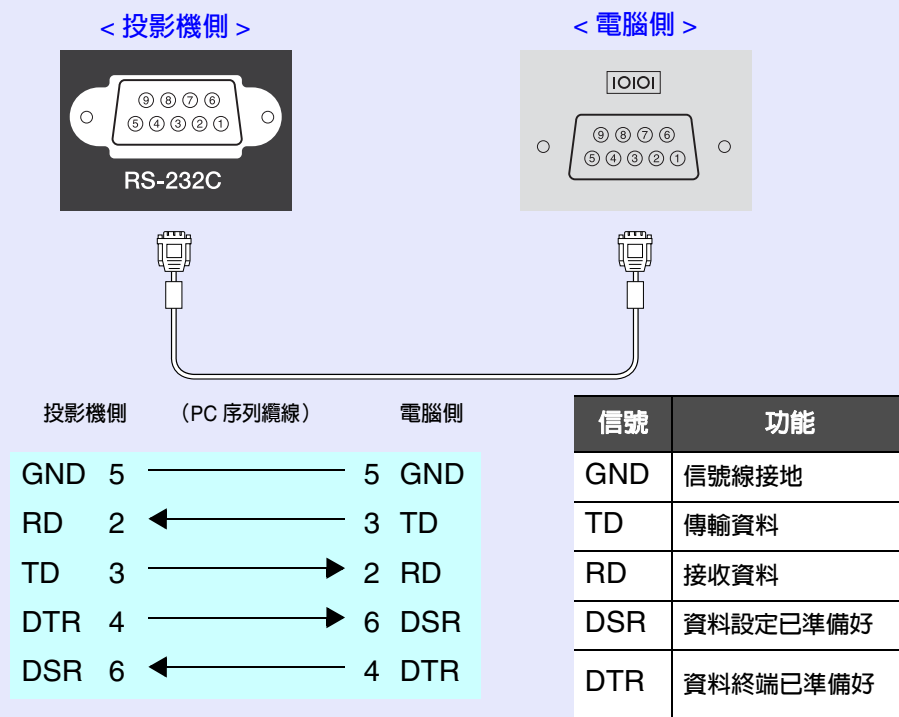 < 投影機側 >
< 電腦側 >
IOIOI
⑨ ⑧ ⑦ ⑥
⑤ ④ ③ ② ①
RS-232C
⑨ ⑧ ⑦ ⑥
⑤ ④ ③ ② ①
投影機側 （PC 序列纜線） 電腦側
GND 5 5 GND
RD 2 3 TD
TD 3 2 RD
DTR 4 6 DSR
DSR 6 4 DTR
信號 功能
GND 信號線接地
TD 傳輸資料
RD 接收資料
DSR 資料設定已準備好
DTR 資料終端已準備好